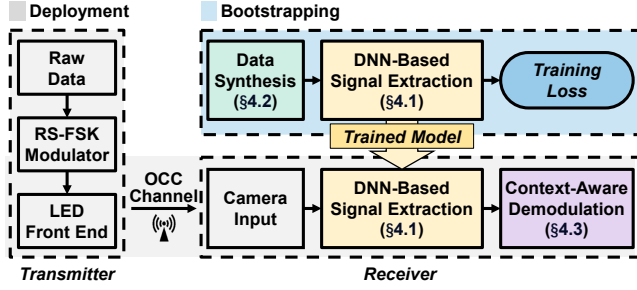 Deployment
Bootstrapping
Raw
Data
RS-FSK
Modulator
LED
Front End
Transmitter
OCC
Channel
Data
Synthesis
(§4.2)
DNN-Based
Signal Extraction
(§4.1)
Training
Loss
Trained Model
Camera
Input
DNN-Based
Signal Extraction
(§4.1)
Context-Aware
Demodulation
(§4.3)
Receiver